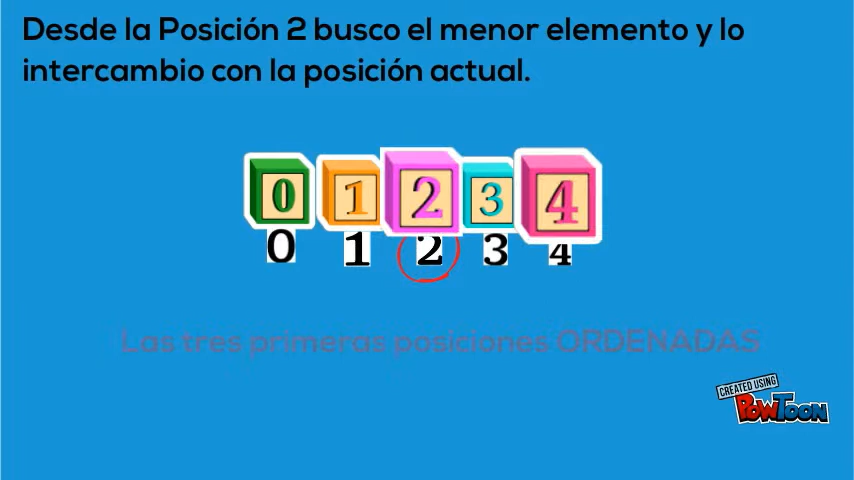 Desde la Posición 2 busco el menor elemento y lo
intercambio con la posición actual.
0 1 2 3 4
0 1 2 3 4
Las tres primeras posiciones ORDENADAS
CREATED USING
POWTOON